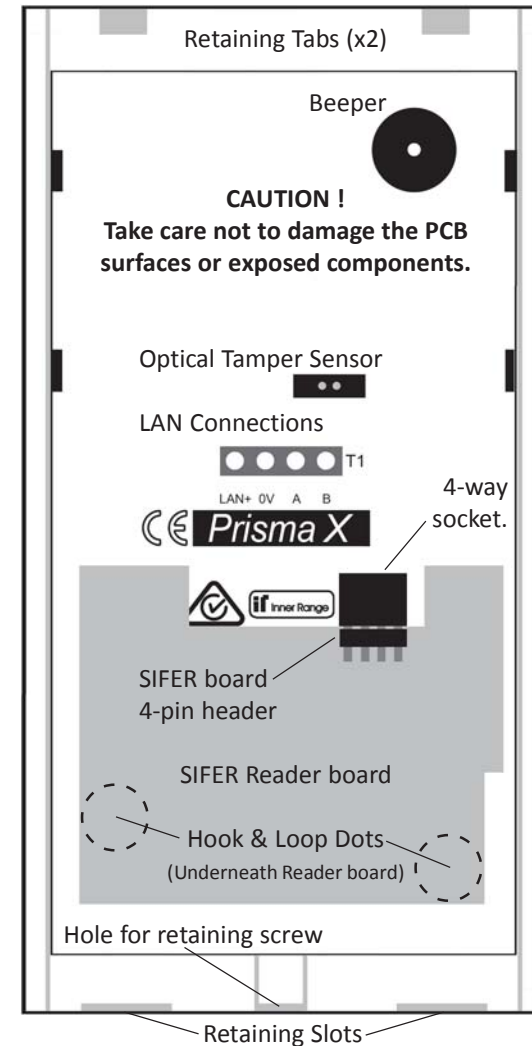 Retaining Tabs (x2)
Beeper
CAUTION !
Take care not to damage the PCB
surfaces or exposed components.
Optical Tamper Sensor
LAN Connections
T1
LAN+ 0V A B
4-way
socket.
CE Prisma X
if Inner Range
SIFER board
4-pin header
SIFER Reader board
Hook & Loop Dots
(Underneath Reader board)
Hole for retaining screw
Retaining Slots